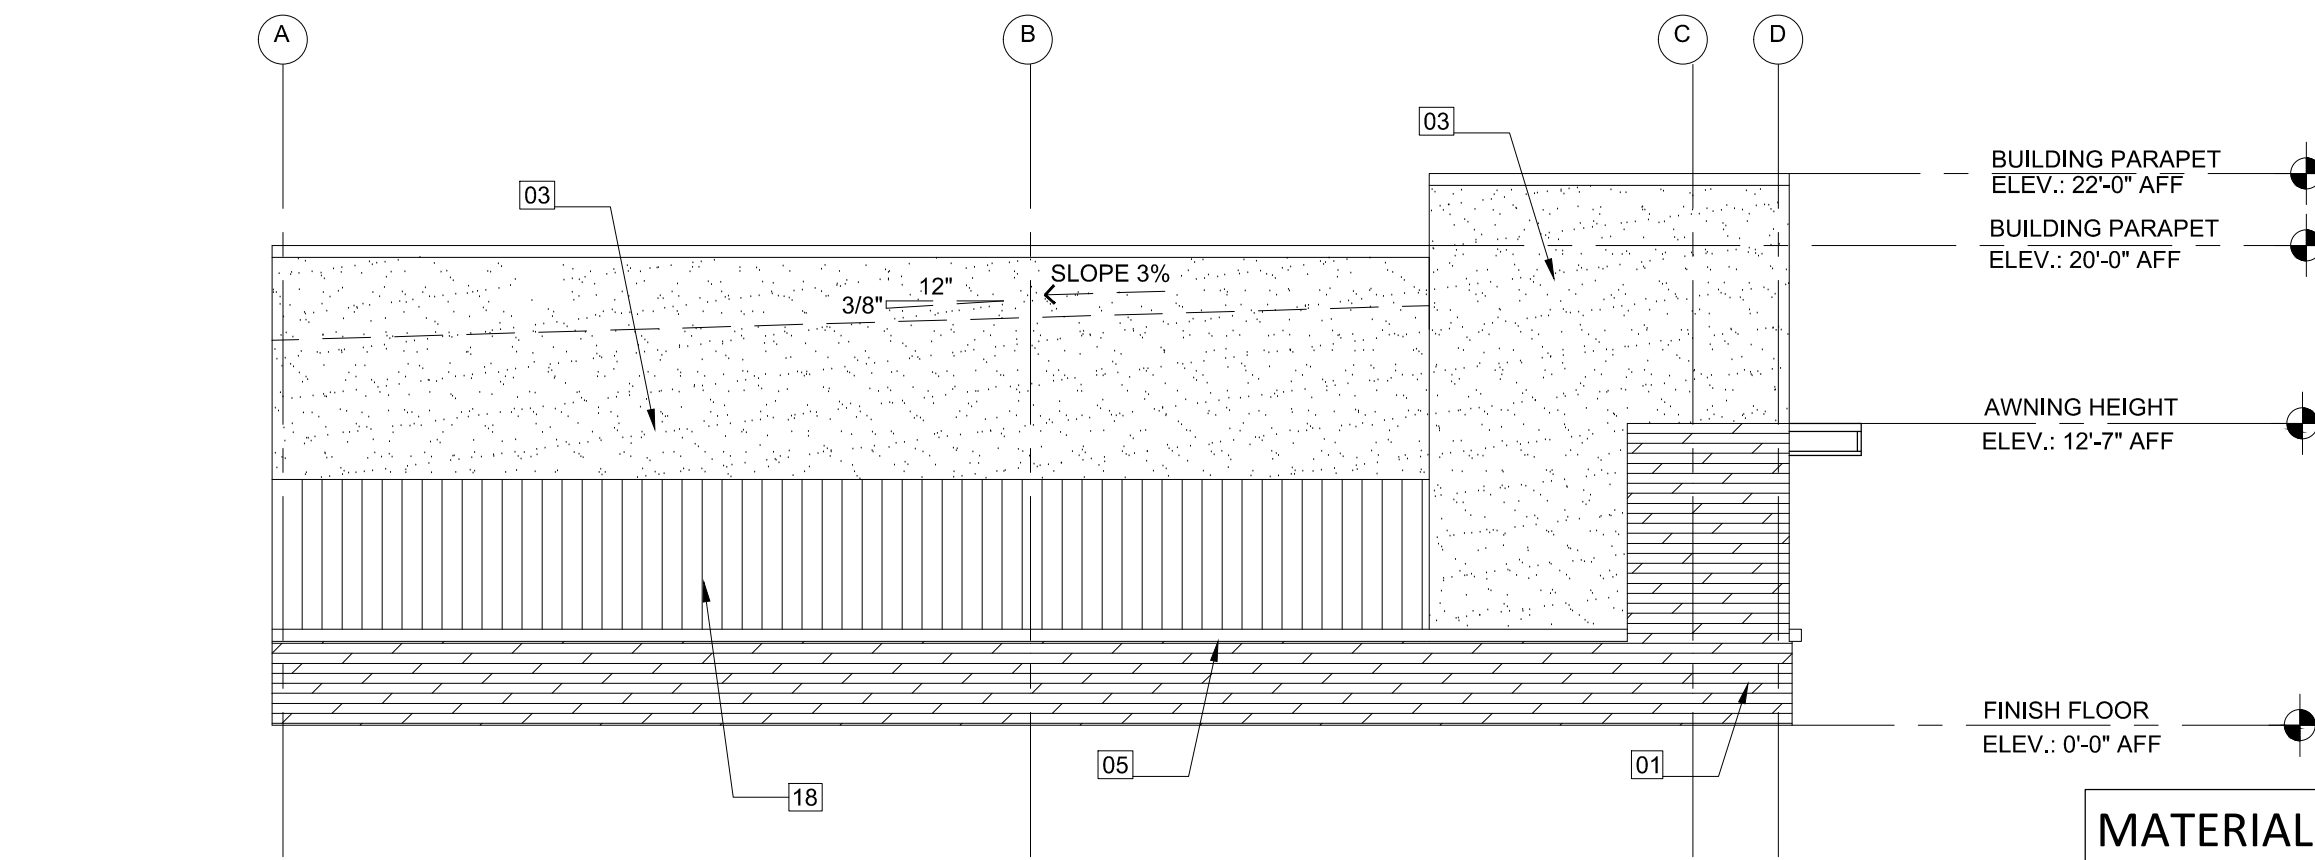 A
B
C
D
03
03
BUILDING PARAPET
ELEV.: 22'-0" AFF
BUILDING PARAPET
ELEV.: 20'-0" AFF
SLOPE 3%
12"
3/8"
AWNING HEIGHT
ELEV.: 12'-7" AFF
FINISH FLOOR
ELEV.: 0'-0" AFF
05
01
18
MATERIAL